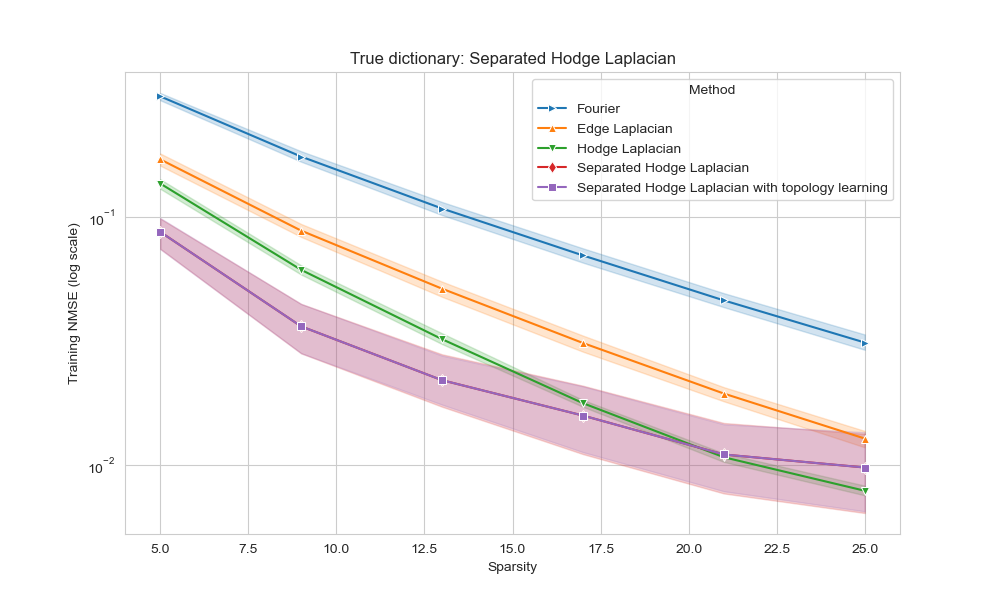 True dictionary: Separated Hodge Laplacian
Method
Fourier
Edge Laplacian
Hodge Laplacian
Separated Hodge Laplacian
Separated Hodge Laplacian with topology learning
Training NMSE (log scale)
10⁻¹
10⁻²
5.0 7.5 10.0 12.5 15.0 17.5 20.0 22.5 25.0
Sparsity